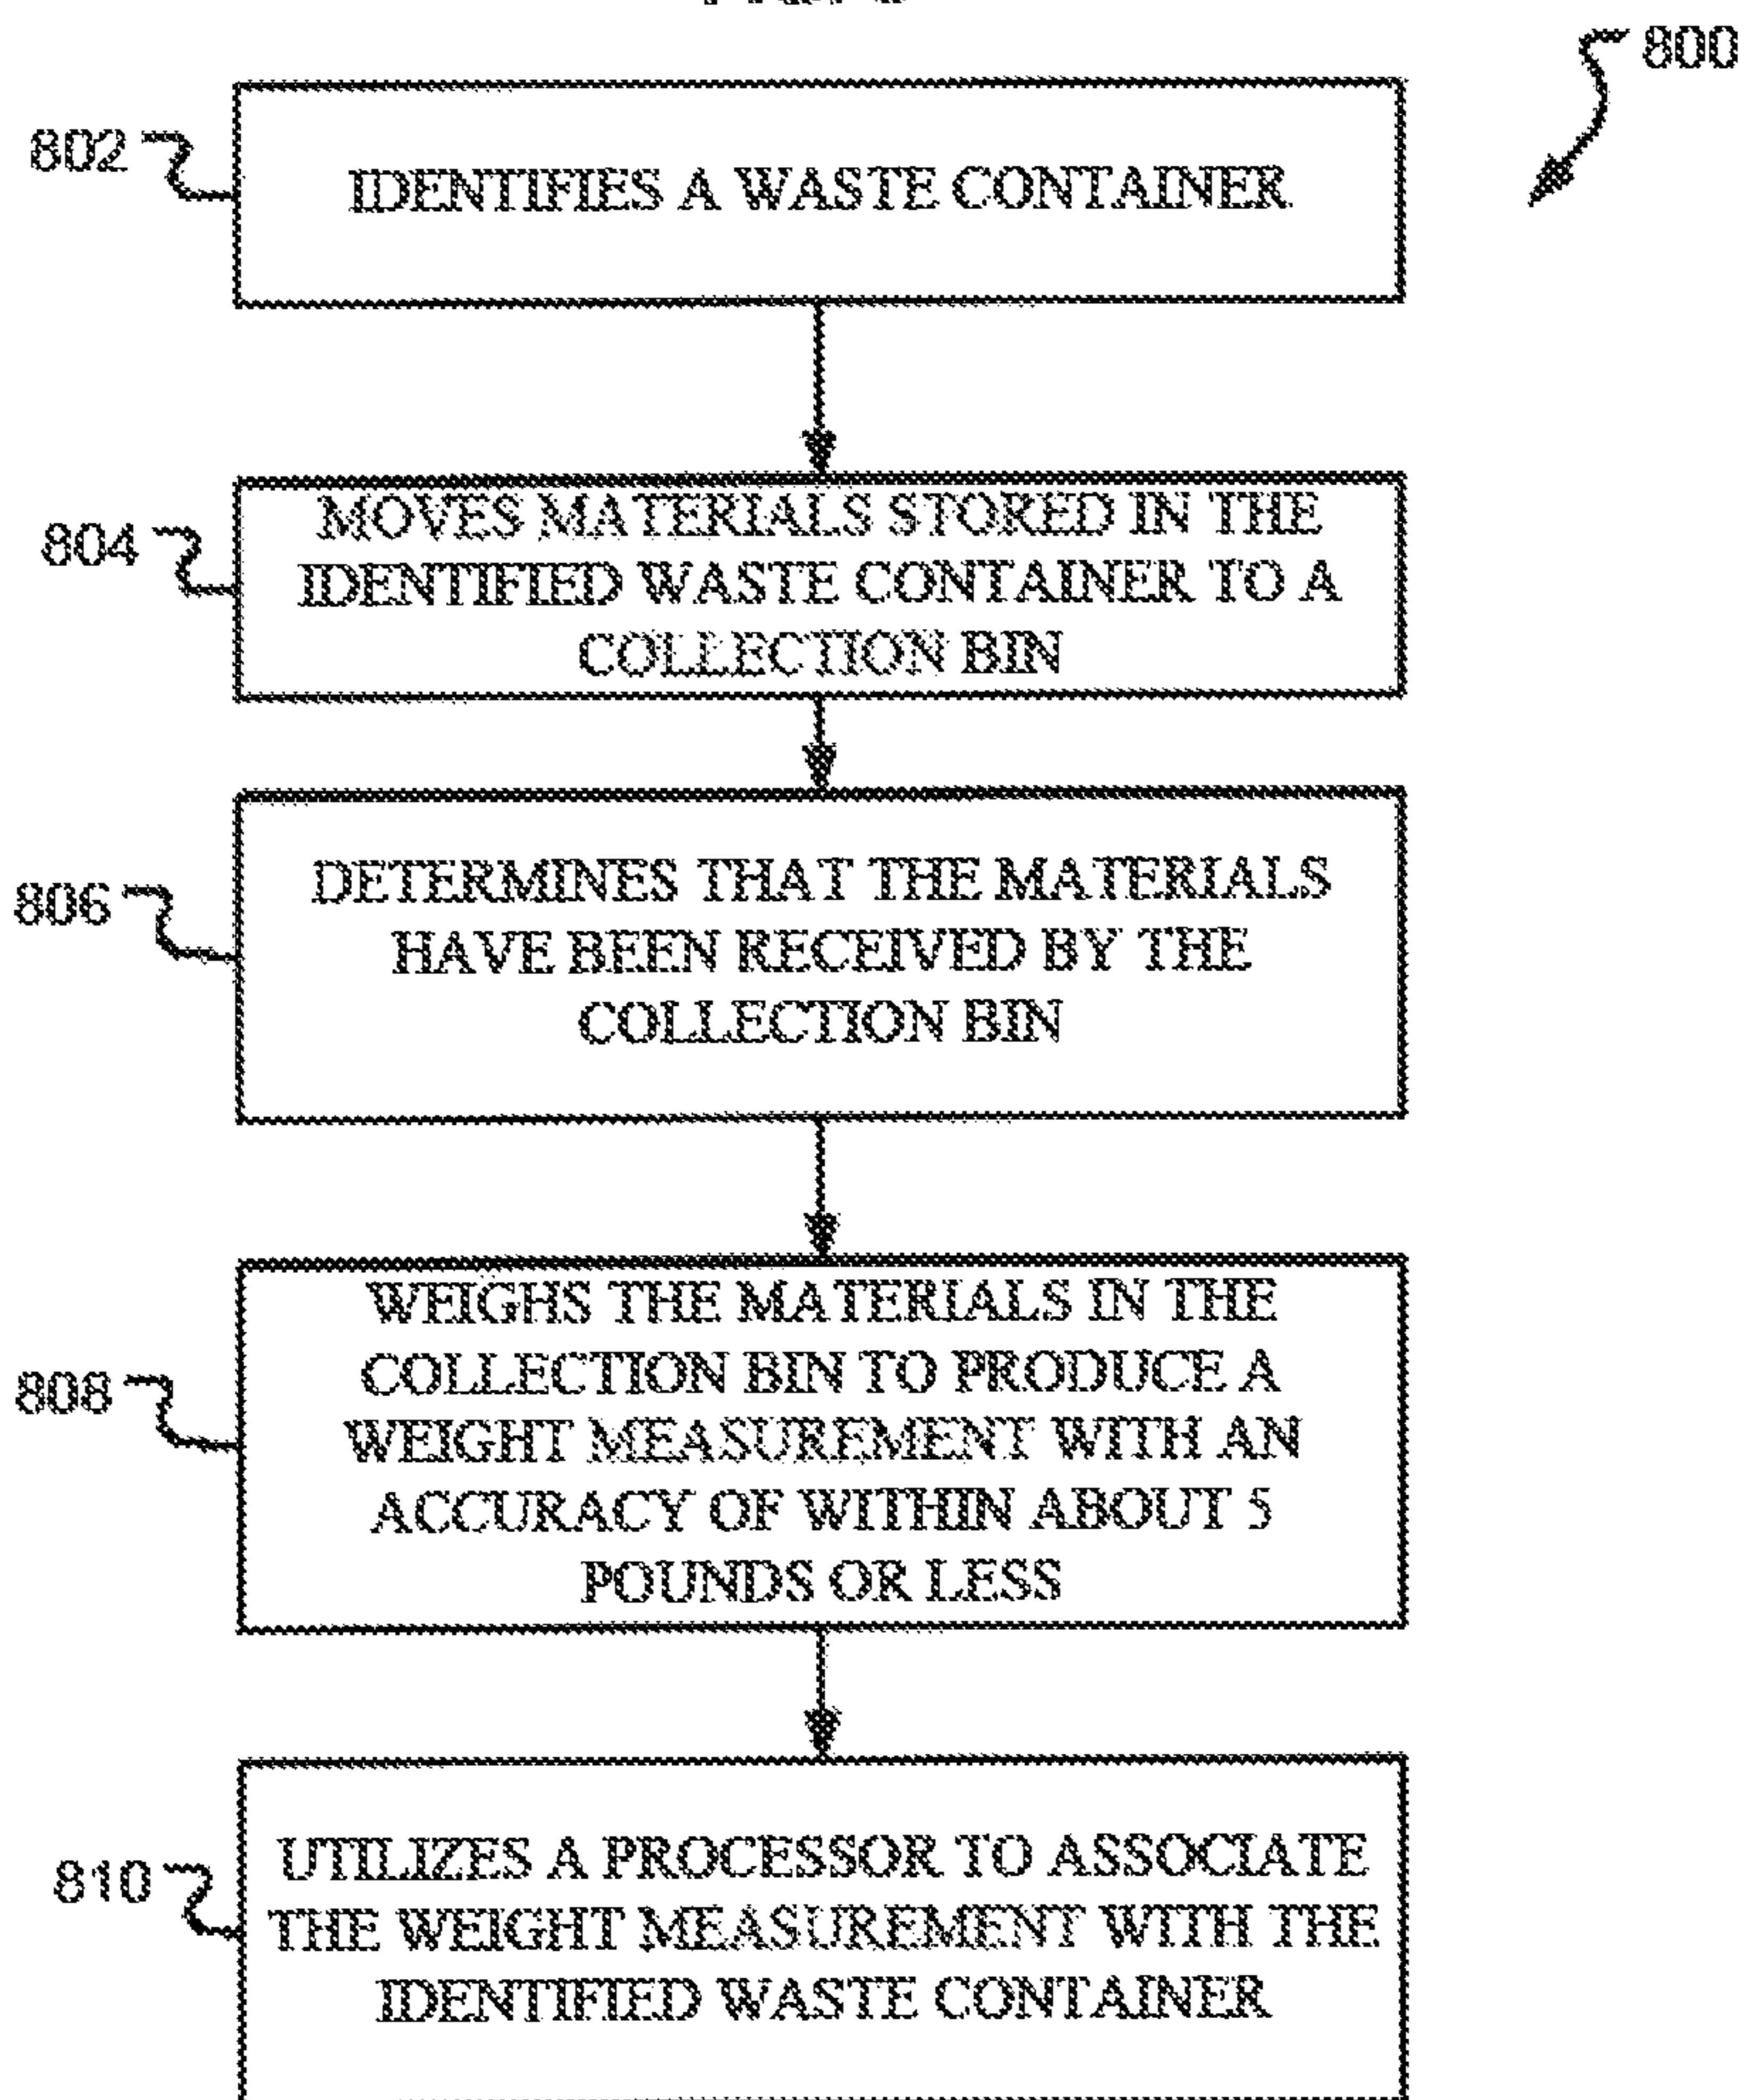 800
802
IDENTIFIES A WASTE CONTAINER
804
MOVES MATERIALS STORED IN THE
IDENTIFIED WASTE CONTAINER TO A
COLLECTION BIN
806
DETERMINES THAT THE MATERIALS
HAVE BEEN RECEIVED BY THE
COLLECTION BIN
808
WEIGHS THE MATERIALS IN THE
COLLECTION BIN TO PRODUCE A
WEIGHT MEASUREMENT WITH AN
ACCURACY OF WITHIN ABOUT 5
POUNDS OR LESS
810
UTILIZES A PROCESSOR TO ASSOCIATE
THE WEIGHT MEASUREMENT WITH THE
IDENTIFIED WASTE CONTAINER